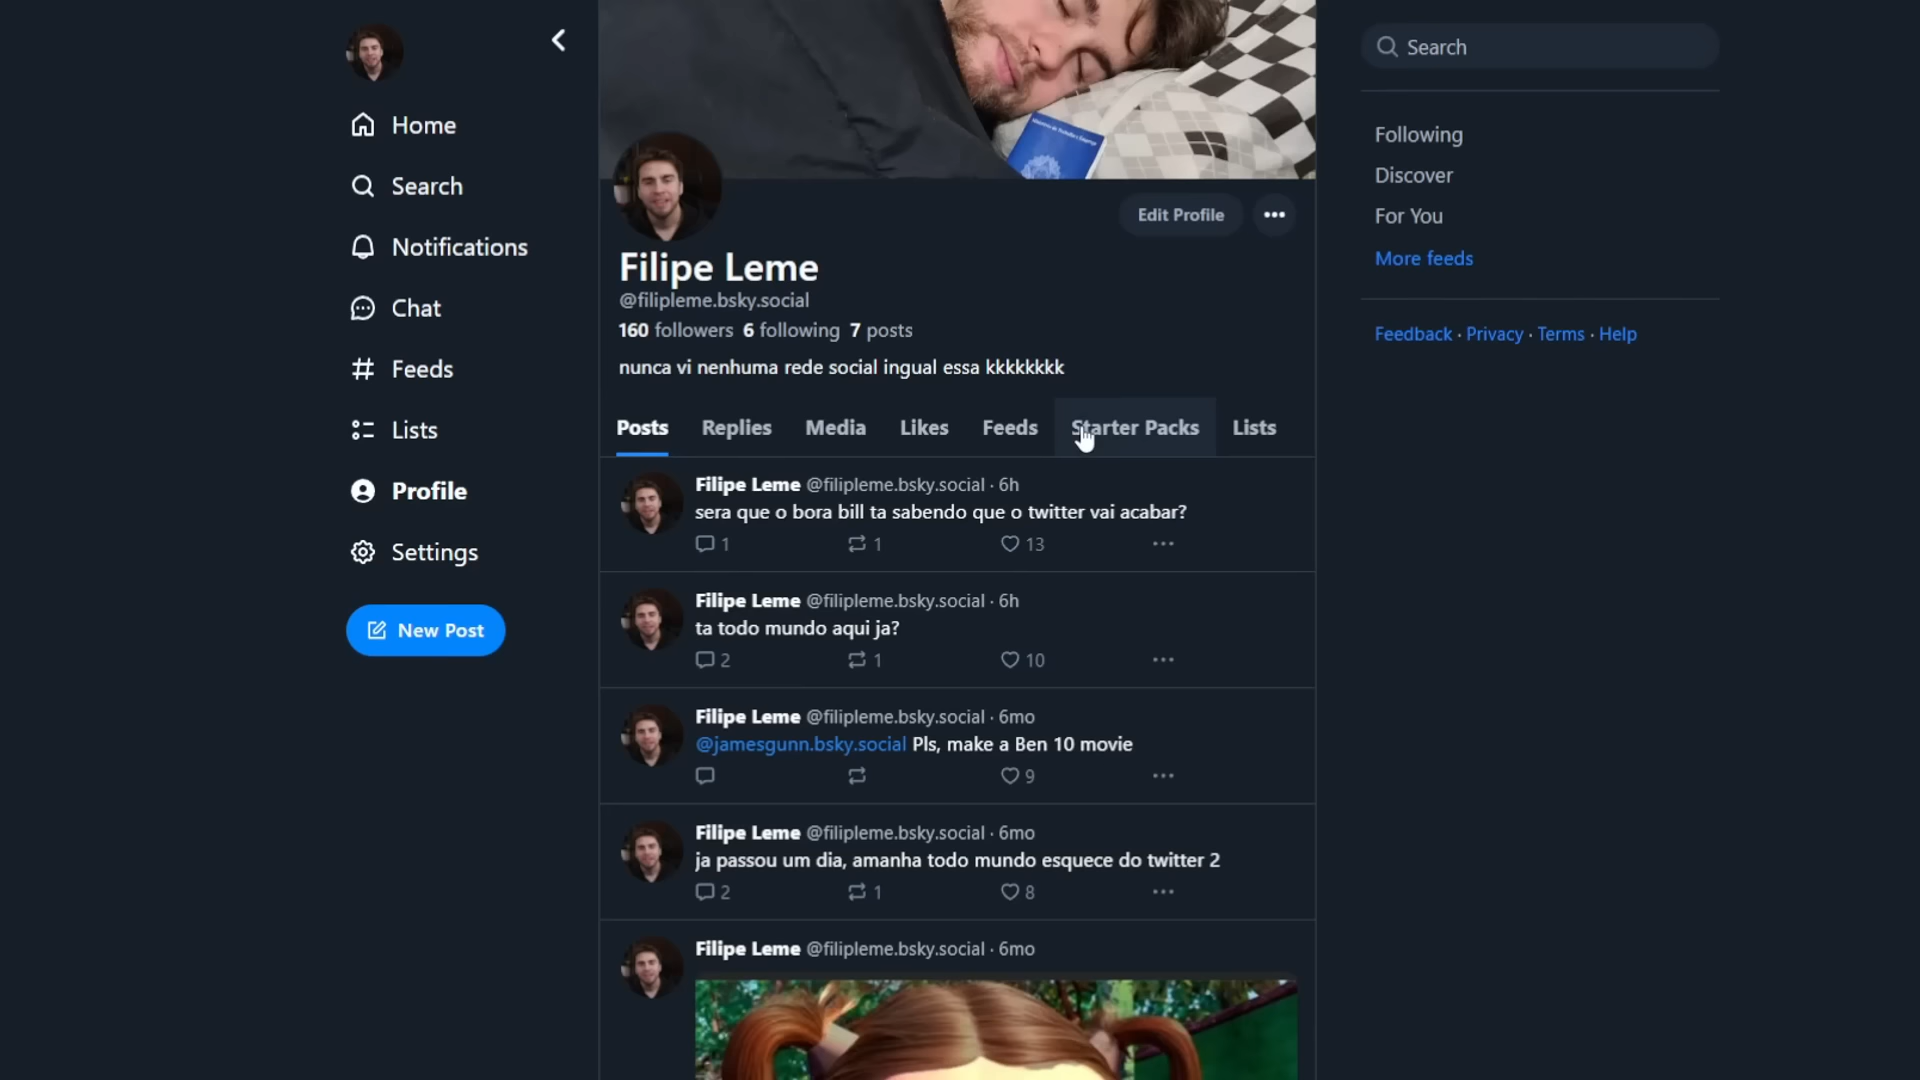 Home
Search
Notifications
Chat
Feeds
Lists
Profile
Settings
New Post
Edit Profile
Filipe Leme
@filipleme.bsky.social
160 followers 6 following 7 posts
nunca vi nenhuma rede social ingual essa kkkkkkkk
Posts Replies Media Likes Feeds Starter Packs Lists
Filipe Leme @filipleme.bsky.social · 6h
sera que o bora bill ta sabendo que o twitter vai acabar?
1 1 13
Filipe Leme @filipleme.bsky.social · 6h
ta todo mundo aqui ja?
2 1 10
Filipe Leme @filipleme.bsky.social · 6mo
@jamesgunn.bsky.social Pls, make a Ben 10 movie
9
Filipe Leme @filipleme.bsky.social · 6mo
ja passou um dia, amanha todo mundo esquece do twitter 2
2 1 8
Filipe Leme @filipleme.bsky.social · 6mo
Search
Following
Discover
For You
More feeds
Feedback · Privacy · Terms · Help